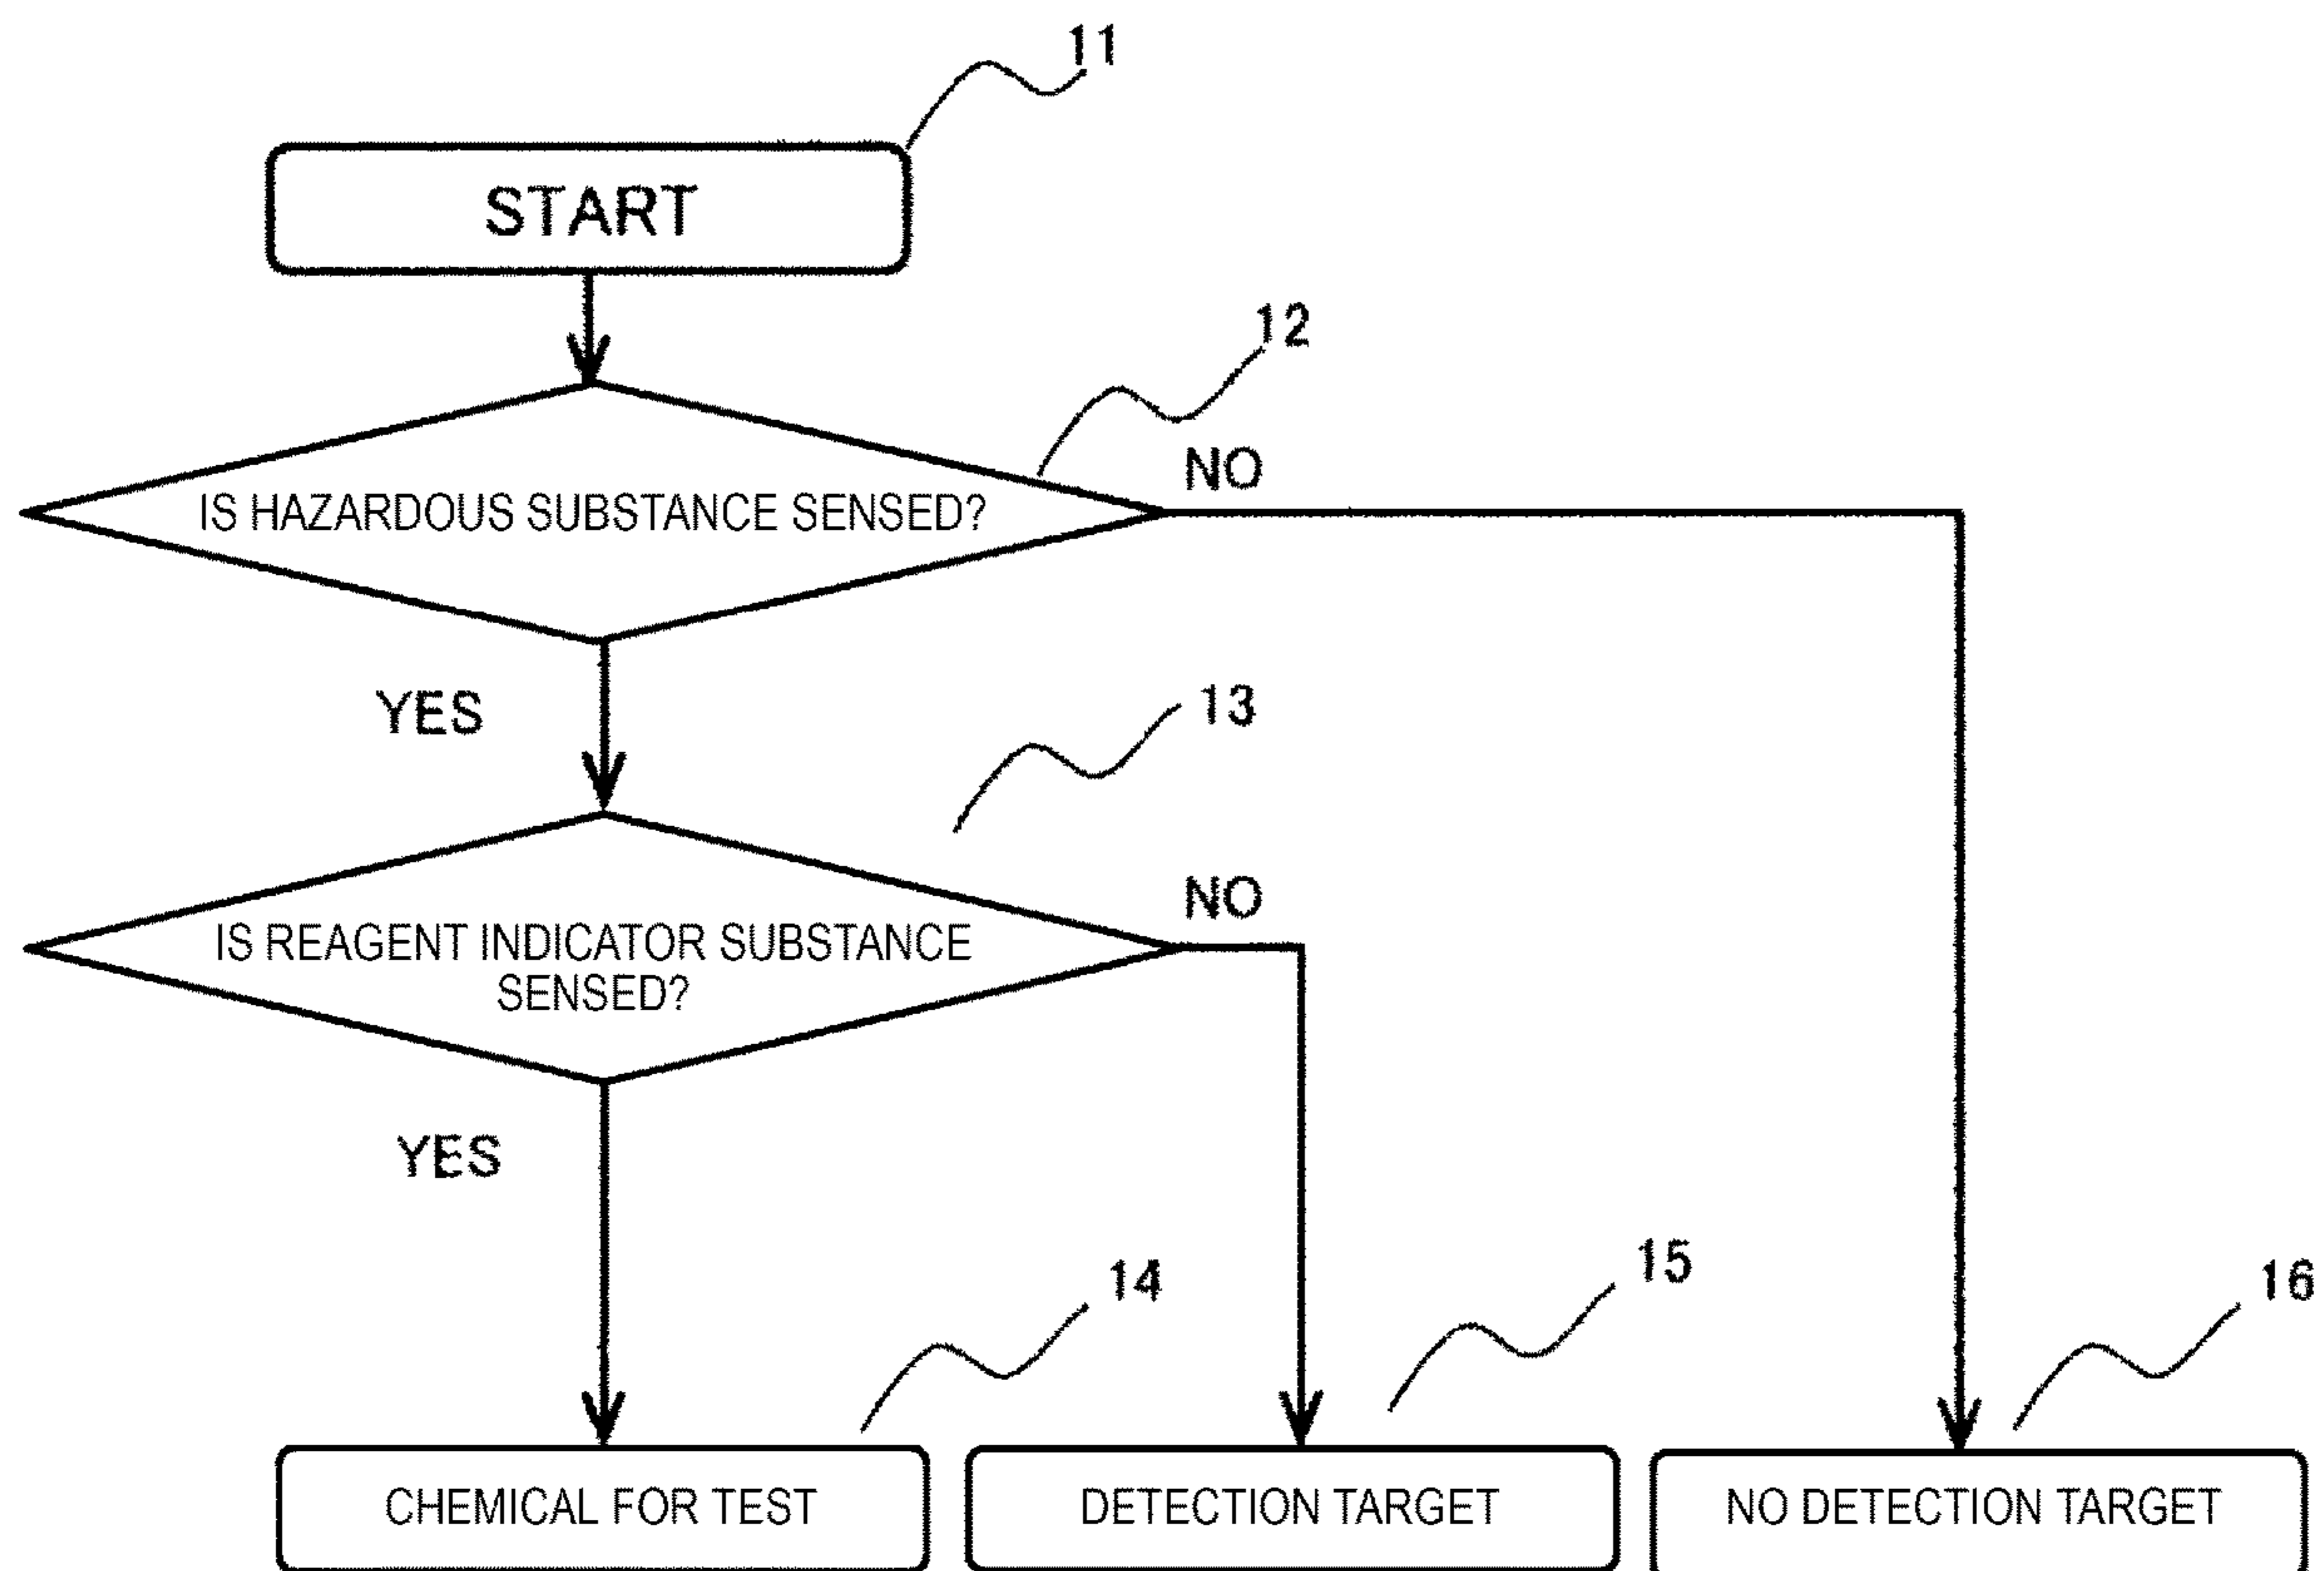 11
START
12
IS HAZARDOUS SUBSTANCE SENSED?
NO
YES
13
IS REAGENT INDICATOR SUBSTANCE
SENSED?
NO
YES
14
15
16
CHEMICAL FOR TEST
DETECTION TARGET
NO DETECTION TARGET